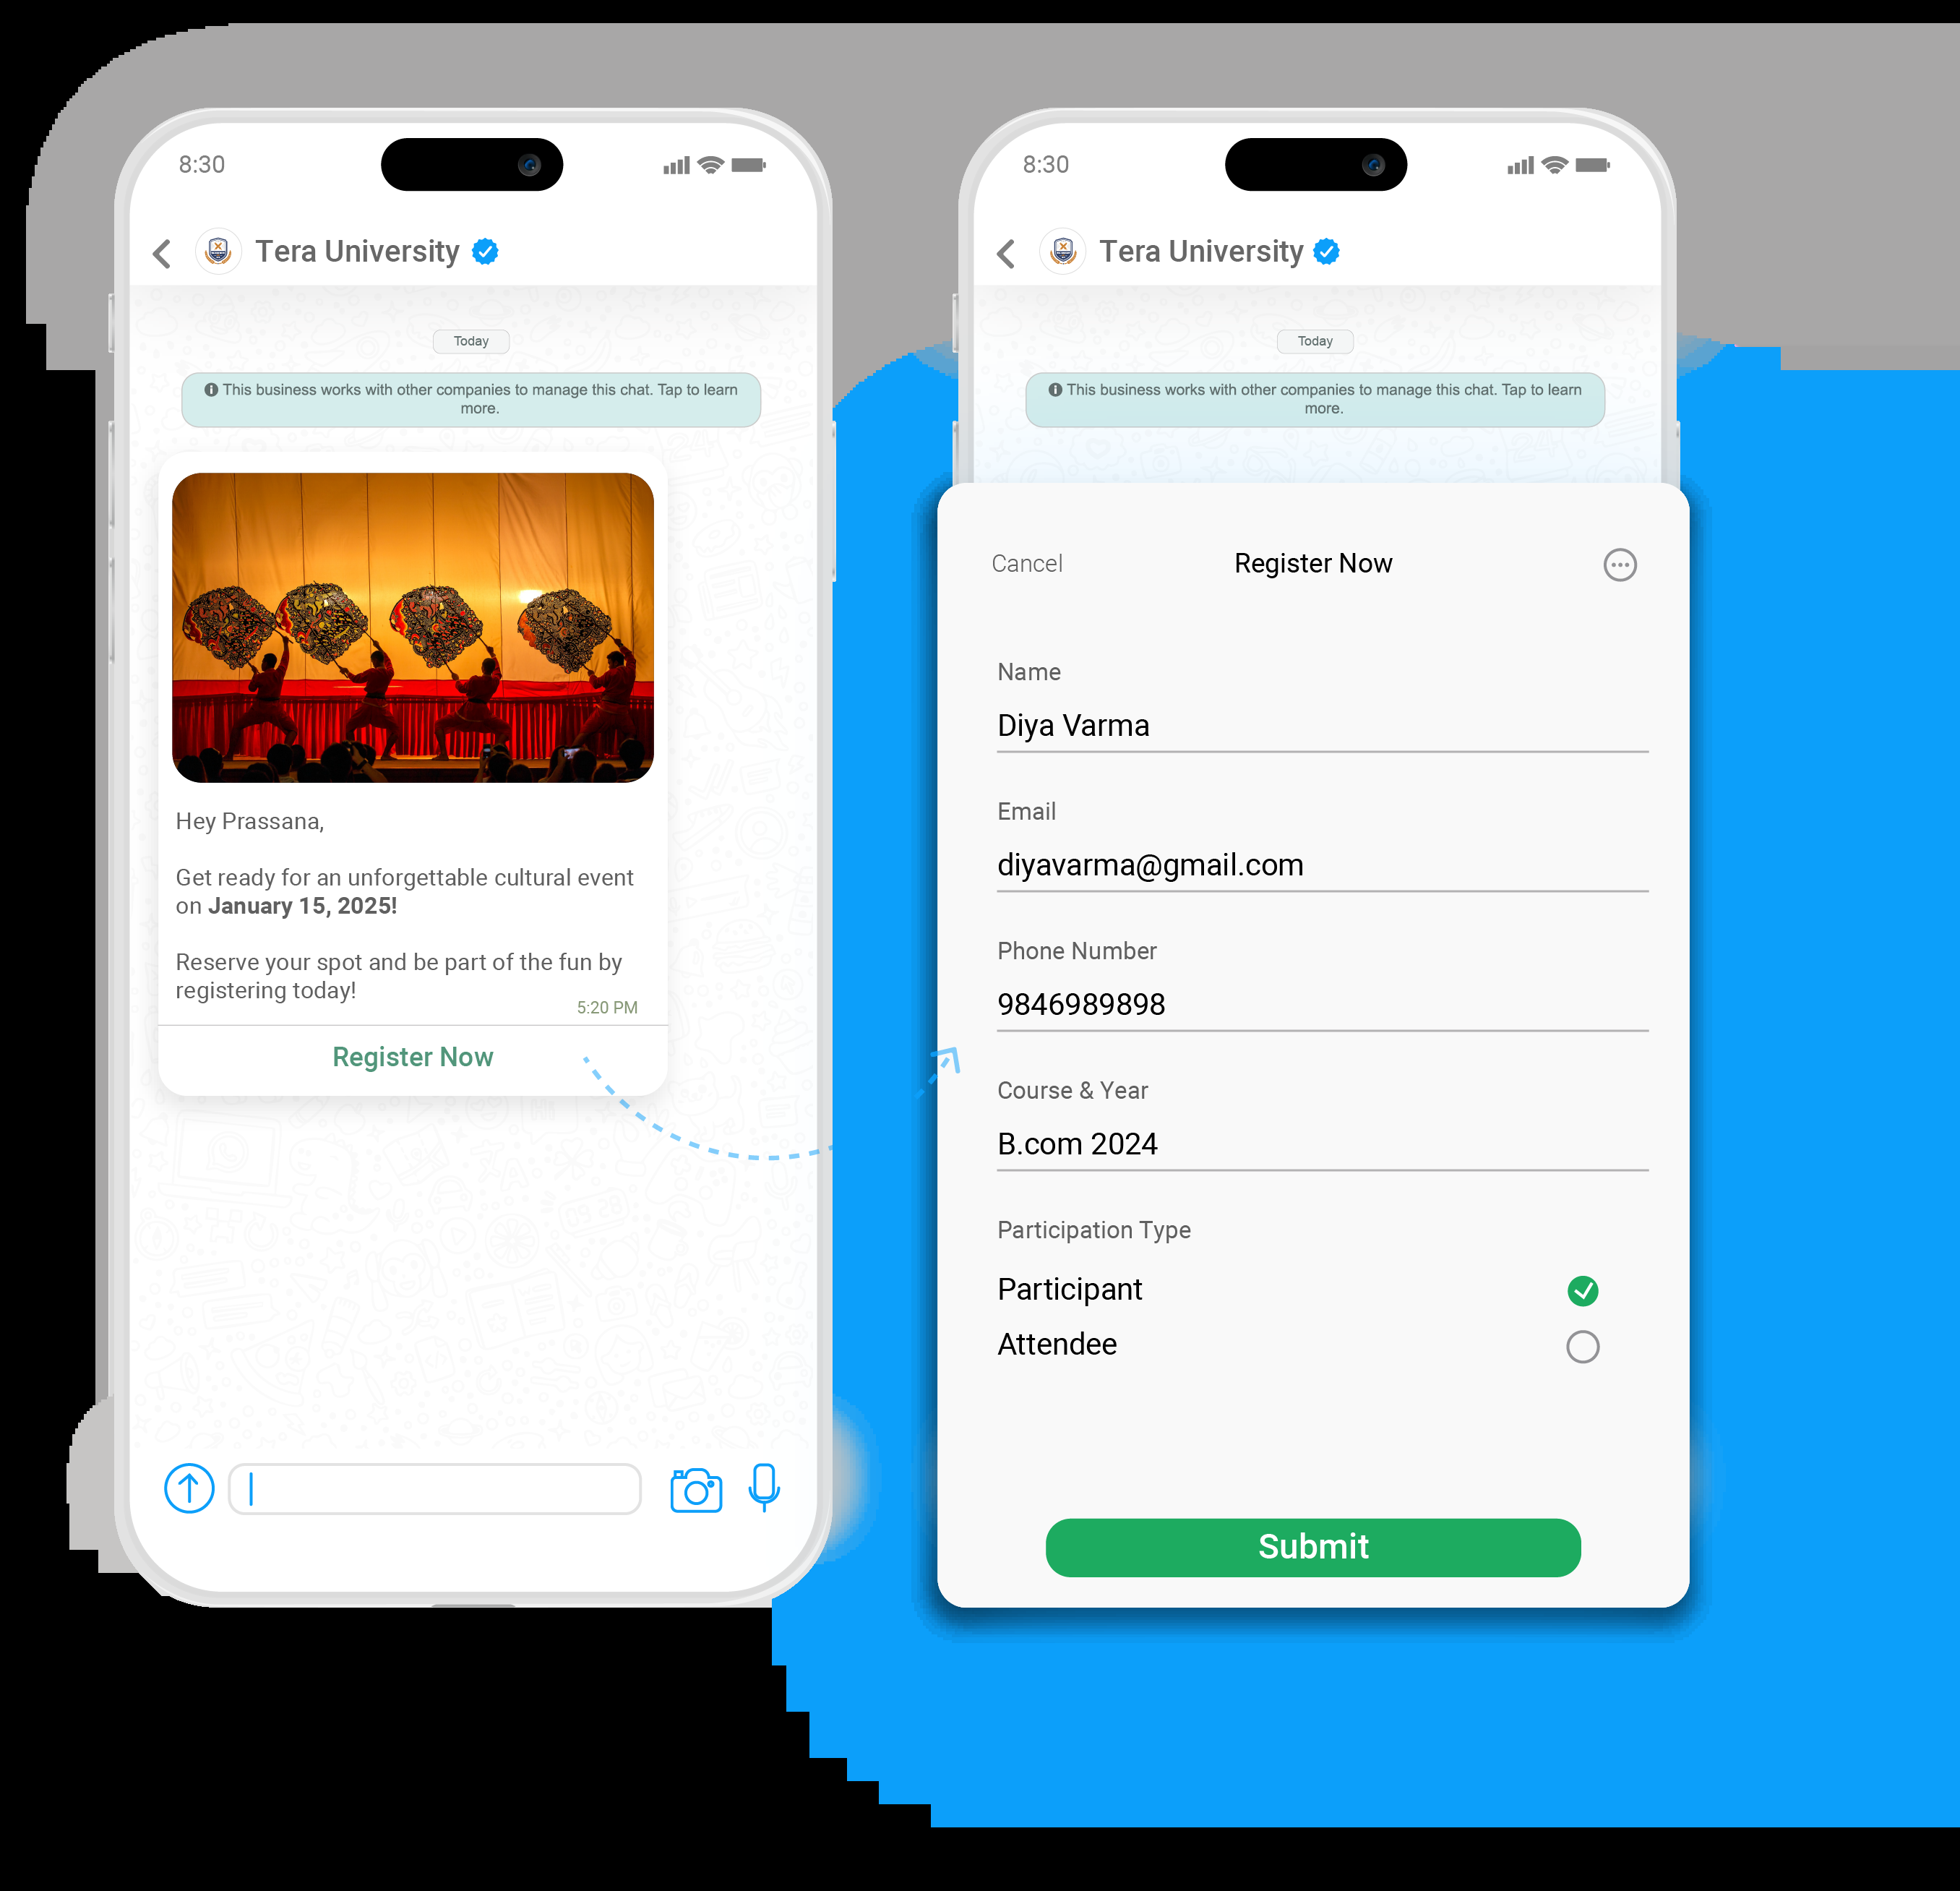 8:30
Tera University
Today
This business works with other companies to manage this chat. Tap to learn
more.
Hey Prassana,
Get ready for an unforgettable cultural event
on January 15, 2025!
Reserve your spot and be part of the fun by
registering today!
5:20 PM
Register Now
8:30
Tera University
Today
This business works with other companies to manage this chat. Tap to learn
more.
Cancel
Register Now
Name
Diya Varma
Email
diyavarma@gmail.com
Phone Number
9846989898
Course & Year
B.com 2024
Participation Type
Participant
Attendee
Submit